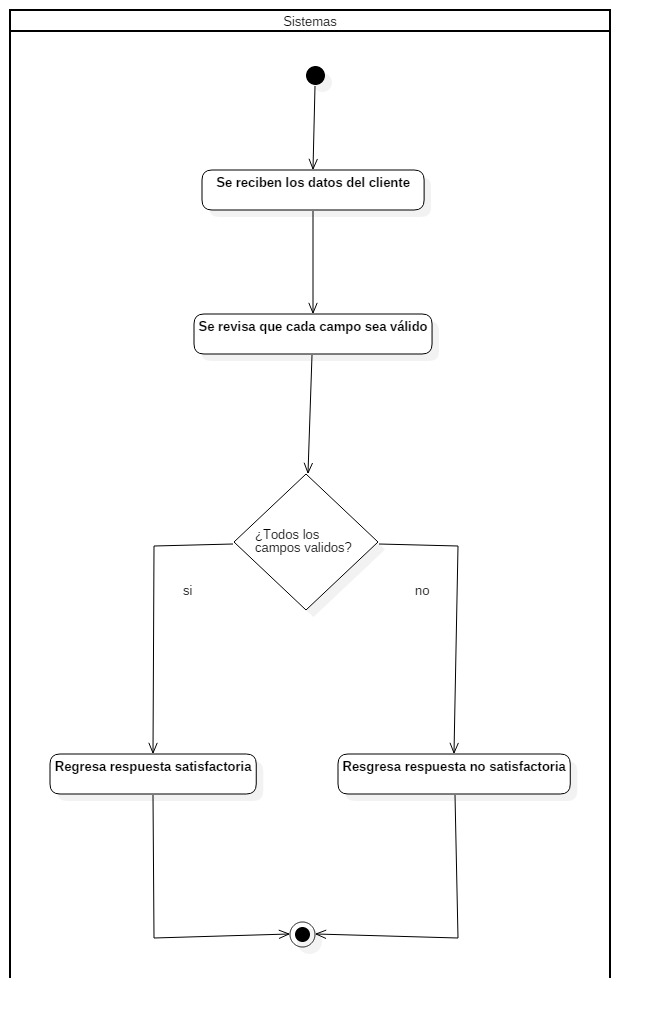 Sistemas
Se reciben los datos del cliente
Se revisa que cada campo sea válido
¿Todos los
campos validos?
si
no
Regresa respuesta satisfactoria
Resgresa respuesta no satisfactoria